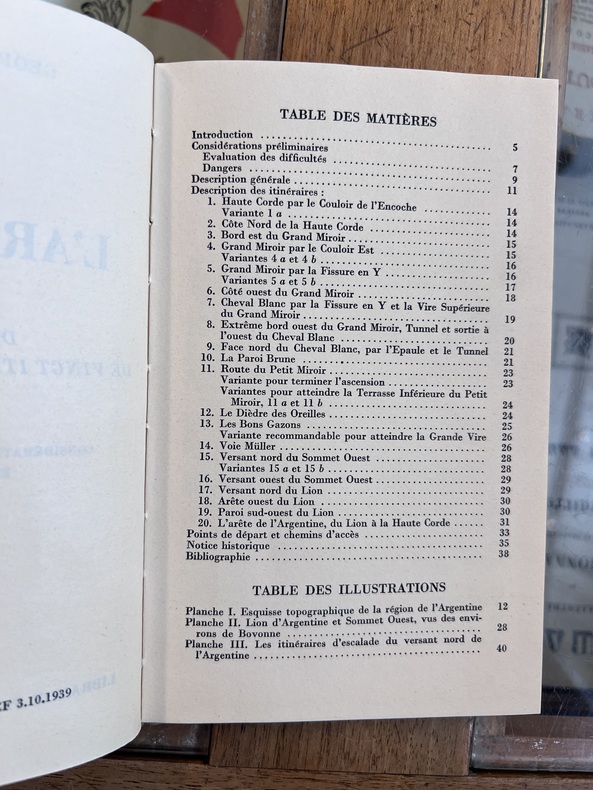 TABLE DES MATIÈRES
Introduction . . . . . . . . . . 5
Considérations préliminaires
Evaluation des difficultés . . . . . . . . . . 7
Dangers . . . . . . . . . . 9
Description générale . . . . . . . . . . 11
Description des itinéraires :
1. Haute Corde par le Couloir de l'Encoche . . . . . . . . . . 14
Variante 1 a . . . . . . . . . . 14
2. Côte Nord de la Haute Corde . . . . . . . . . . 14
3. Bord est du Grand Miroir . . . . . . . . . . 15
4. Grand Miroir par le Couloir Est . . . . . . . . . . 15
Variantes 4 a et 4 b . . . . . . . . . . 16
5. Grand Miroir par la Fissure en Y . . . . . . . . . . 16
Variantes 5 a et 5 b . . . . . . . . . . 17
6. Côté ouest du Grand Miroir . . . . . . . . . . 18
7. Cheval Blanc par la Fissure en Y et la Vire Supérieure
du Grand Miroir . . . . . . . . . . 19
8. Extrême bord ouest du Grand Miroir, Tunnel et sortie à
l'ouest du Cheval Blanc . . . . . . . . . . 20
9. Face nord du Cheval Blanc, par l'Epaule et le Tunnel 21
10. La Paroi Brune . . . . . . . . . . 21
11. Route du Petit Miroir . . . . . . . . . . 23
Variante pour terminer l'ascension . . . . . . . . . . 23
Variantes pour atteindre la Terrasse Inférieure du Petit
Miroir, 11 a et 11 b . . . . . . . . . . 24
12. Le Dièdre des Oreilles . . . . . . . . . . 24
13. Les Bons Gazons . . . . . . . . . . 25
Variante recommandable pour atteindre la Grande Vire 26
14. Voie Müller . . . . . . . . . . 26
15. Versant nord du Sommet Ouest . . . . . . . . . . 28
Variantes 15 a et 15 b . . . . . . . . . . 28
16. Versant ouest du Sommet Ouest . . . . . . . . . . 29
17. Versant nord du Lion . . . . . . . . . . 29
18. Arête ouest du Lion . . . . . . . . . . 30
19. Paroi sud-ouest du Lion . . . . . . . . . . 30
20. L'arête de l'Argentine, du Lion à la Haute Corde . . . . . . 31
Points de départ et chemins d'accès . . . . . . . . . . 33
Notice historique . . . . . . . . . . 35
Bibliographie . . . . . . . . . . 38
TABLE DES ILLUSTRATIONS
Planche I. Esquisse topographique de la région de l'Argentine 12
Planche II. Lion d'Argentine et Sommet Ouest, vus des envi-
rons de Bovonne . . . . . . . . . . 28
Planche III. Les itinéraires d'escalade du versant nord de
l'Argentine . . . . . . . . . . 40
3.10.1939